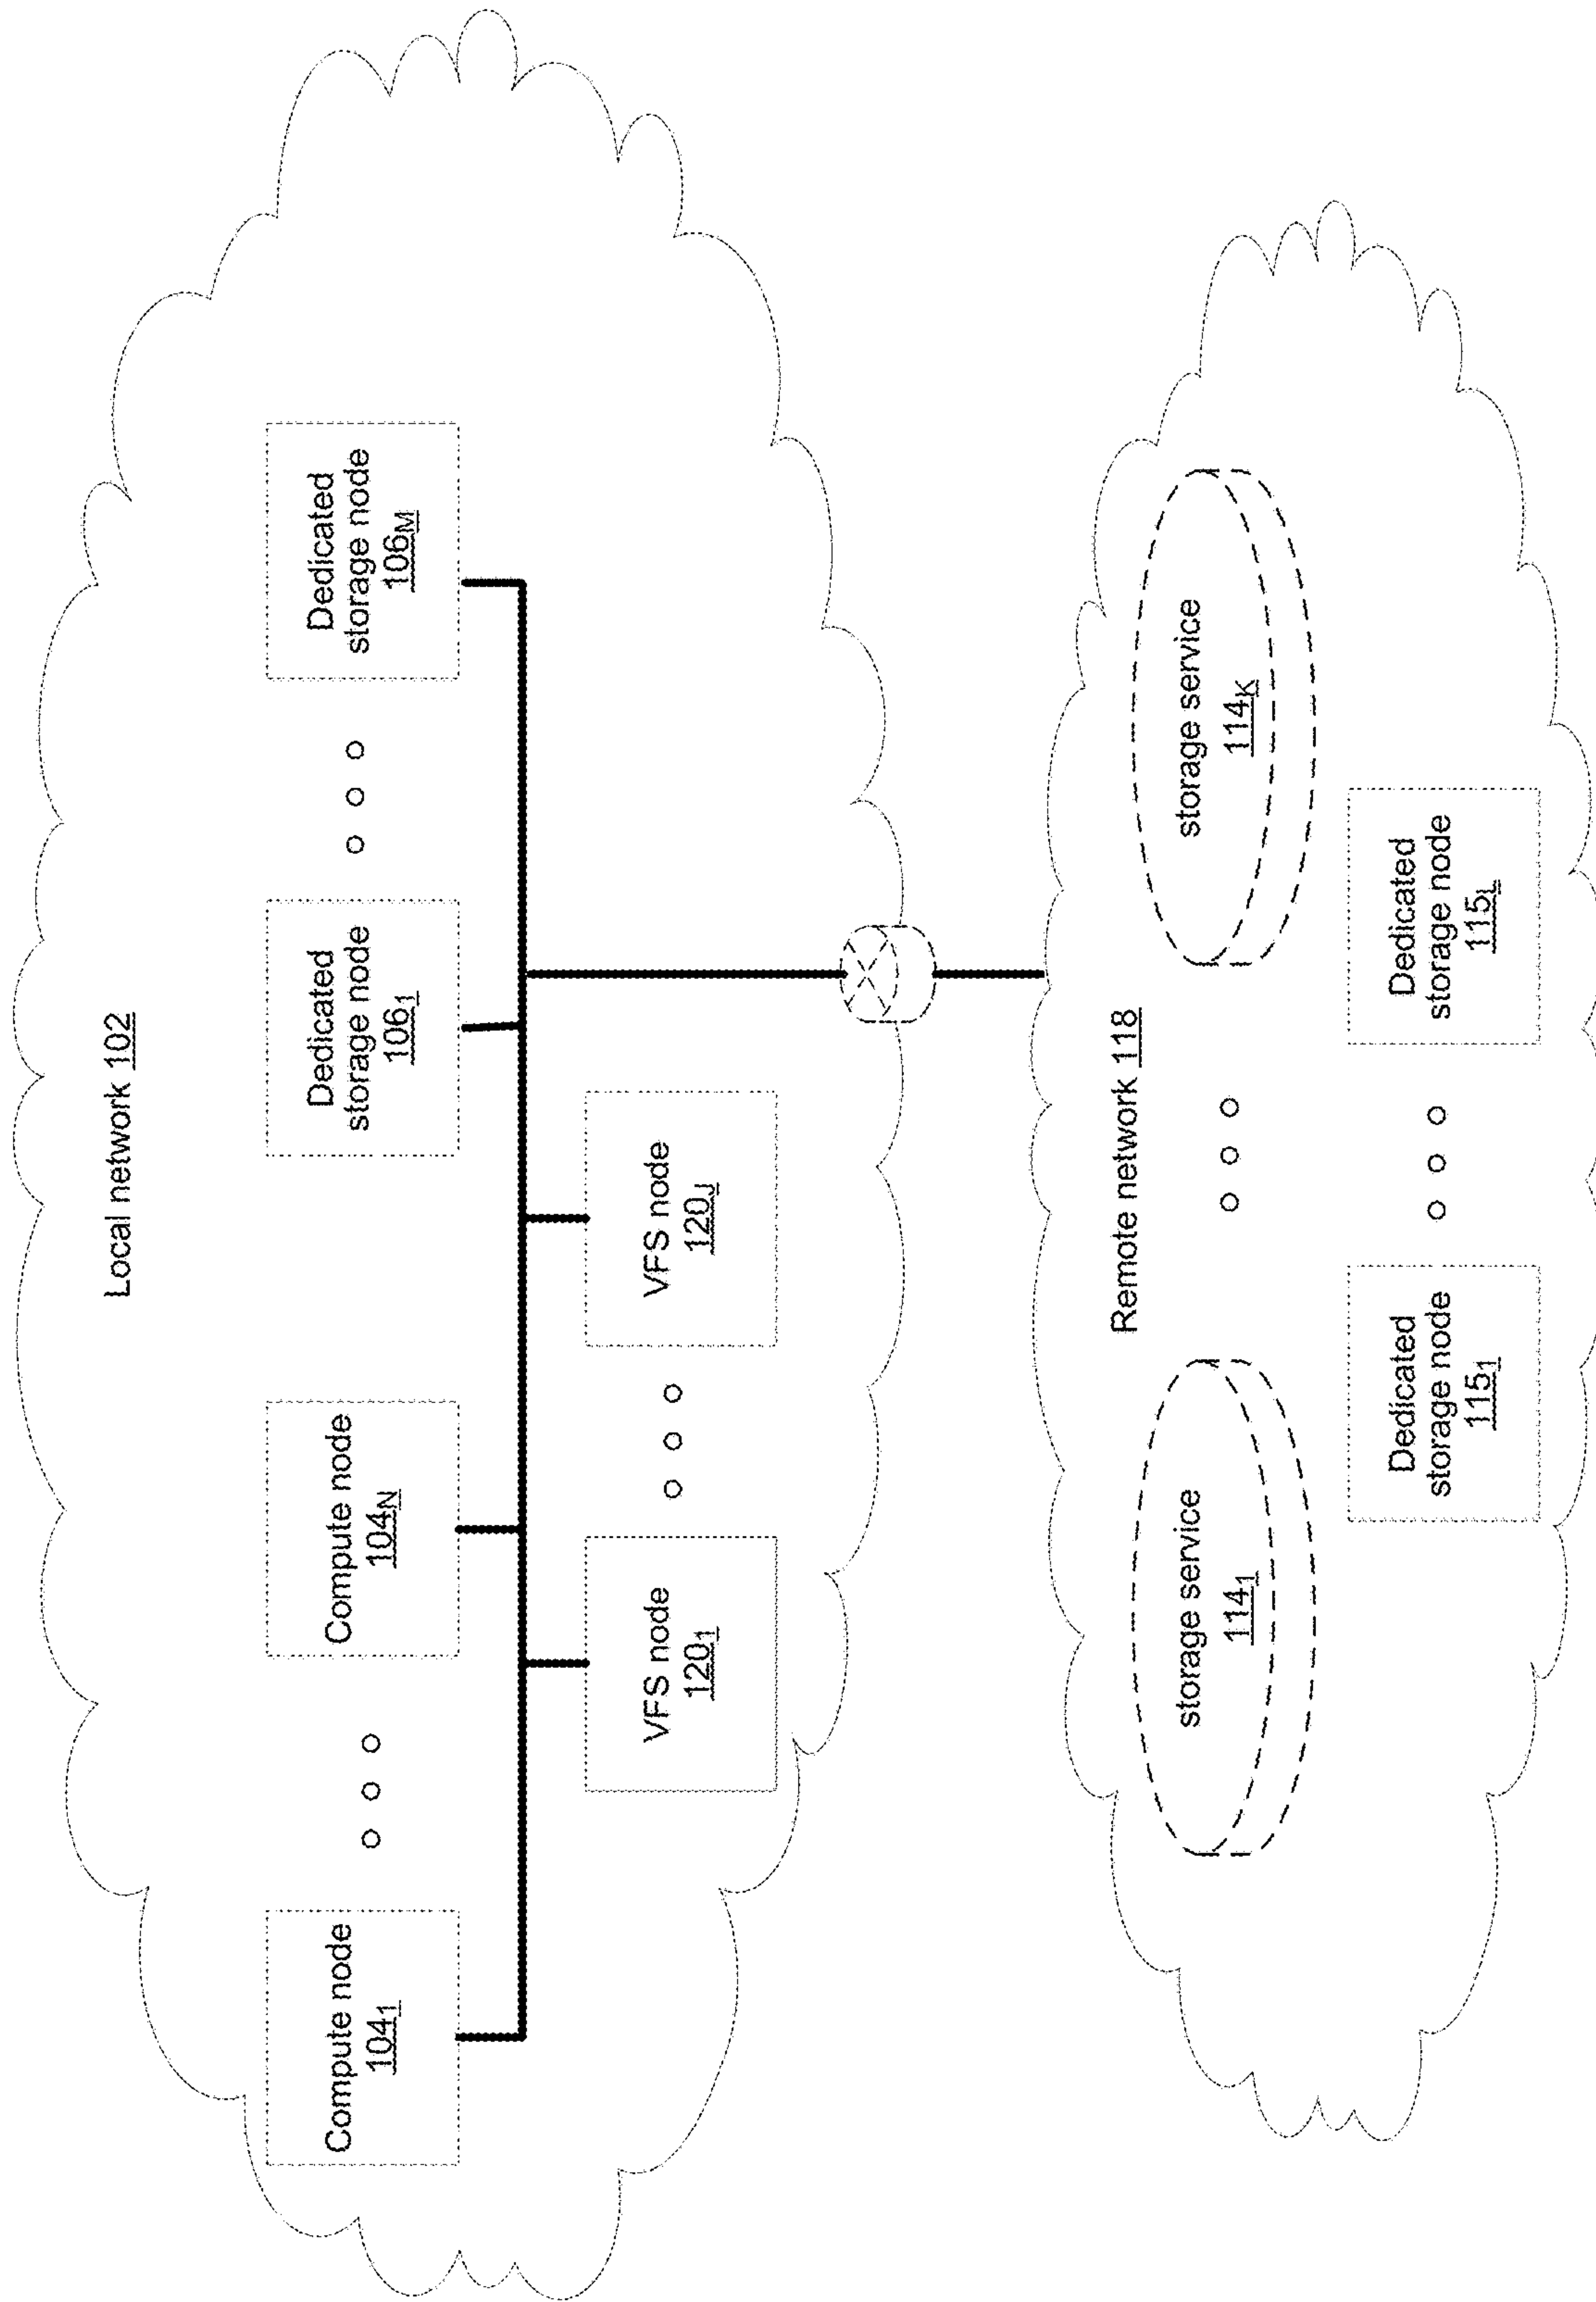 Local network 102
Compute node
104₁
Compute node
104N
Dedicated
storage node
106₁
Dedicated
storage node
106M
VFS node
120₁
VFS node
120J
Remote network 118
storage service
114₁
storage service
114K
Dedicated
storage node
115₁
Dedicated
storage node
115L